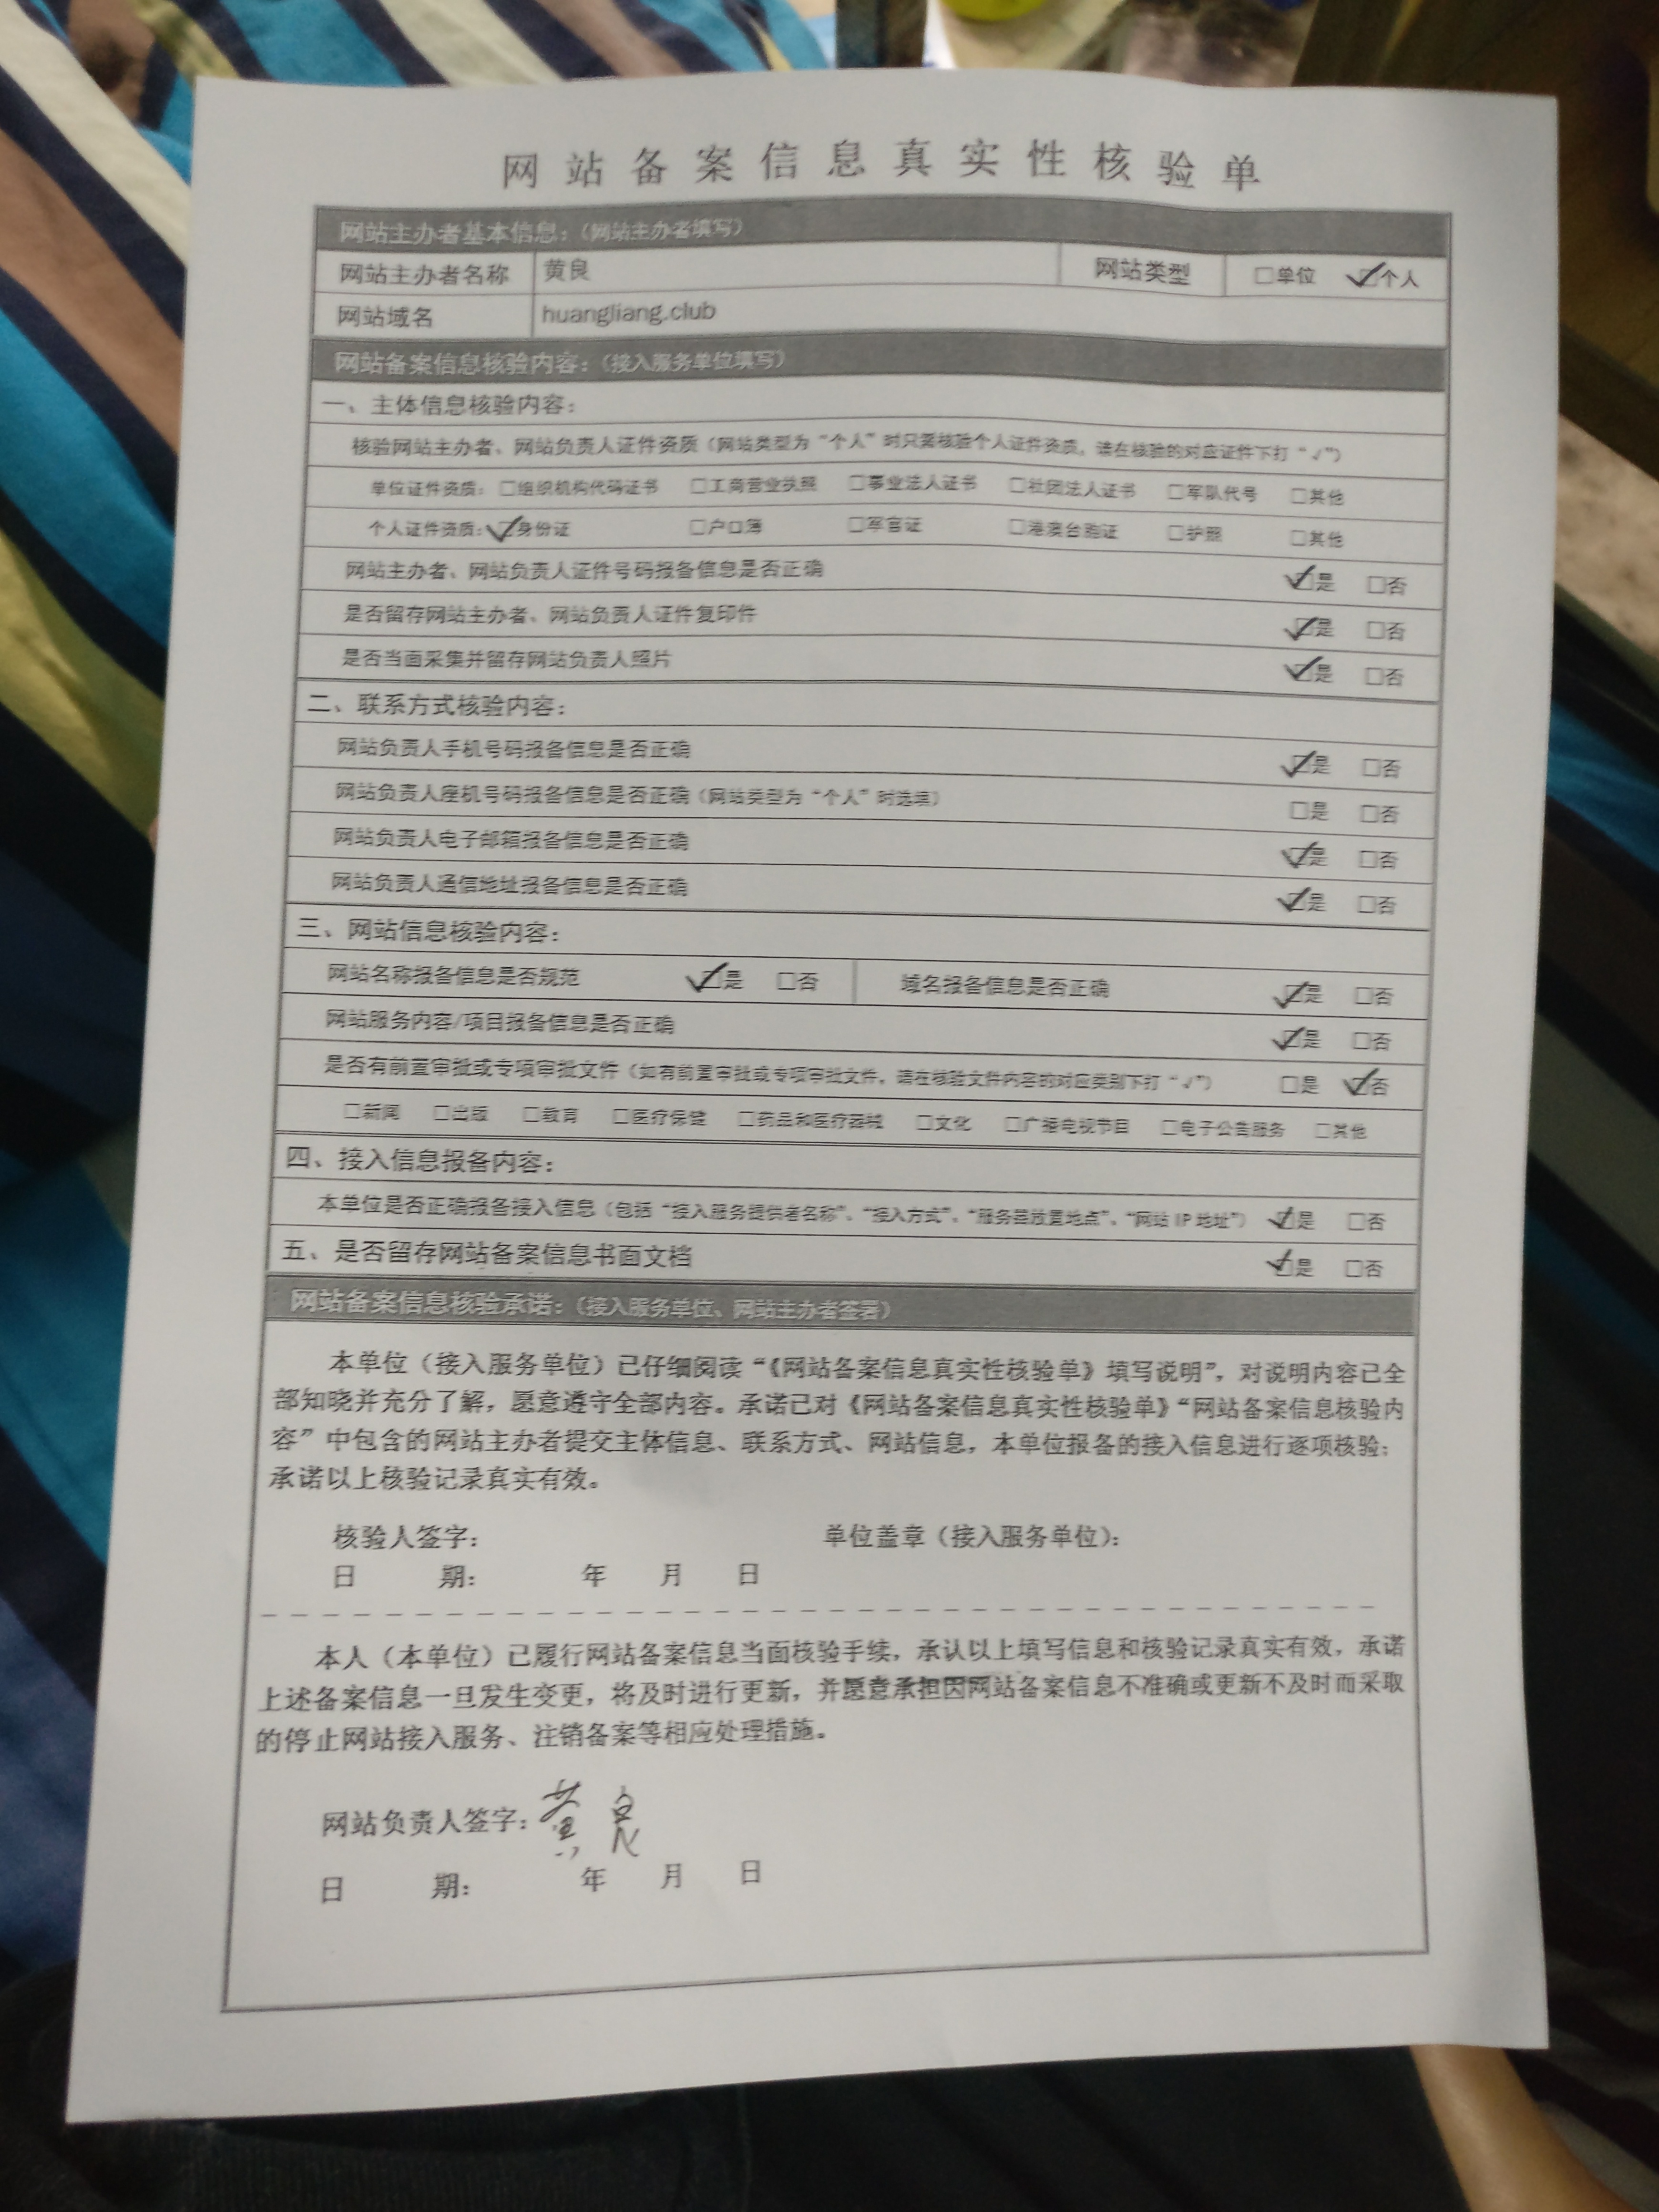 网站备案信息真实性核验单
网站主办者基本信息:(网站主办者填写)
网站主办者名称 黄良 网站类型 □单位 ☑个人
网站域名 huangliang.club
网站备案信息核验内容:(接入服务单位填写)
一、主体信息核验内容:
核验网站主办者、网站负责人证件资质(网站类型为“个人”时只要核验个人证件资质,请在核验的对应证件下打“√”)
单位证件资质: □组织机构代码证书 □工商营业执照 □事业法人证书 □社团法人证书 □军队代号 □其他
个人证件资质: ☑身份证 □户口簿 □军官证 □港澳台胞证 □护照 □其他
网站主办者、网站负责人证件号码报备信息是否正确 ☑是 □否
是否留存网站主办者、网站负责人证件复印件 ☑是 □否
是否当面采集并留存网站负责人照片 ☑是 □否
二、联系方式核验内容:
网站负责人手机号码报备信息是否正确 ☑是 □否
网站负责人座机号码报备信息是否正确(网站类型为“个人”时选填) □是 □否
网站负责人电子邮箱报备信息是否正确 ☑是 □否
网站负责人通信地址报备信息是否正确 ☑是 □否
三、网站信息核验内容:
网站名称报备信息是否规范 ☑是 □否 域名报备信息是否正确 ☑是 □否
网站服务内容/项目报备信息是否正确 ☑是 □否
是否有前置审批或专项审批文件(如有前置审批或专项审批文件,请在核验文件内容的对应类别下打“√”) □是 ☑否
□新闻 □出版 □教育 □医疗保健 □药品和医疗器械 □文化 □广播电视节目 □电子公告服务 □其他
四、接入信息报备内容:
本单位是否正确报备接入信息(包括“接入服务提供者名称”、“接入方式”、“服务器放置地点”、“网站IP地址”) ☑是 □否
五、是否留存网站备案信息书面文档 ☑是 □否
网站备案信息核验承诺:(接入服务单位、网站主办者签署)
本单位(接入服务单位)已仔细阅读“《网站备案信息真实性核验单》填写说明”,对说明内容已全
部知晓并充分了解,愿意遵守全部内容。承诺已对《网站备案信息真实性核验单》“网站备案信息核验内
容”中包含的网站主办者提交主体信息、联系方式、网站信息,本单位报备的接入信息进行逐项核验;
承诺以上核验记录真实有效。
核验人签字: 单位盖章(接入服务单位):
日 期: 年 月 日
本人(本单位)已履行网站备案信息当面核验手续,承认以上填写信息和核验记录真实有效,承诺
上述备案信息一旦发生变更,将及时进行更新,并愿意承担因网站备案信息不准确或更新不及时而采取
的停止网站接入服务、注销备案等相应处理措施。
网站负责人签字: 黄良
日 期: 年 月 日